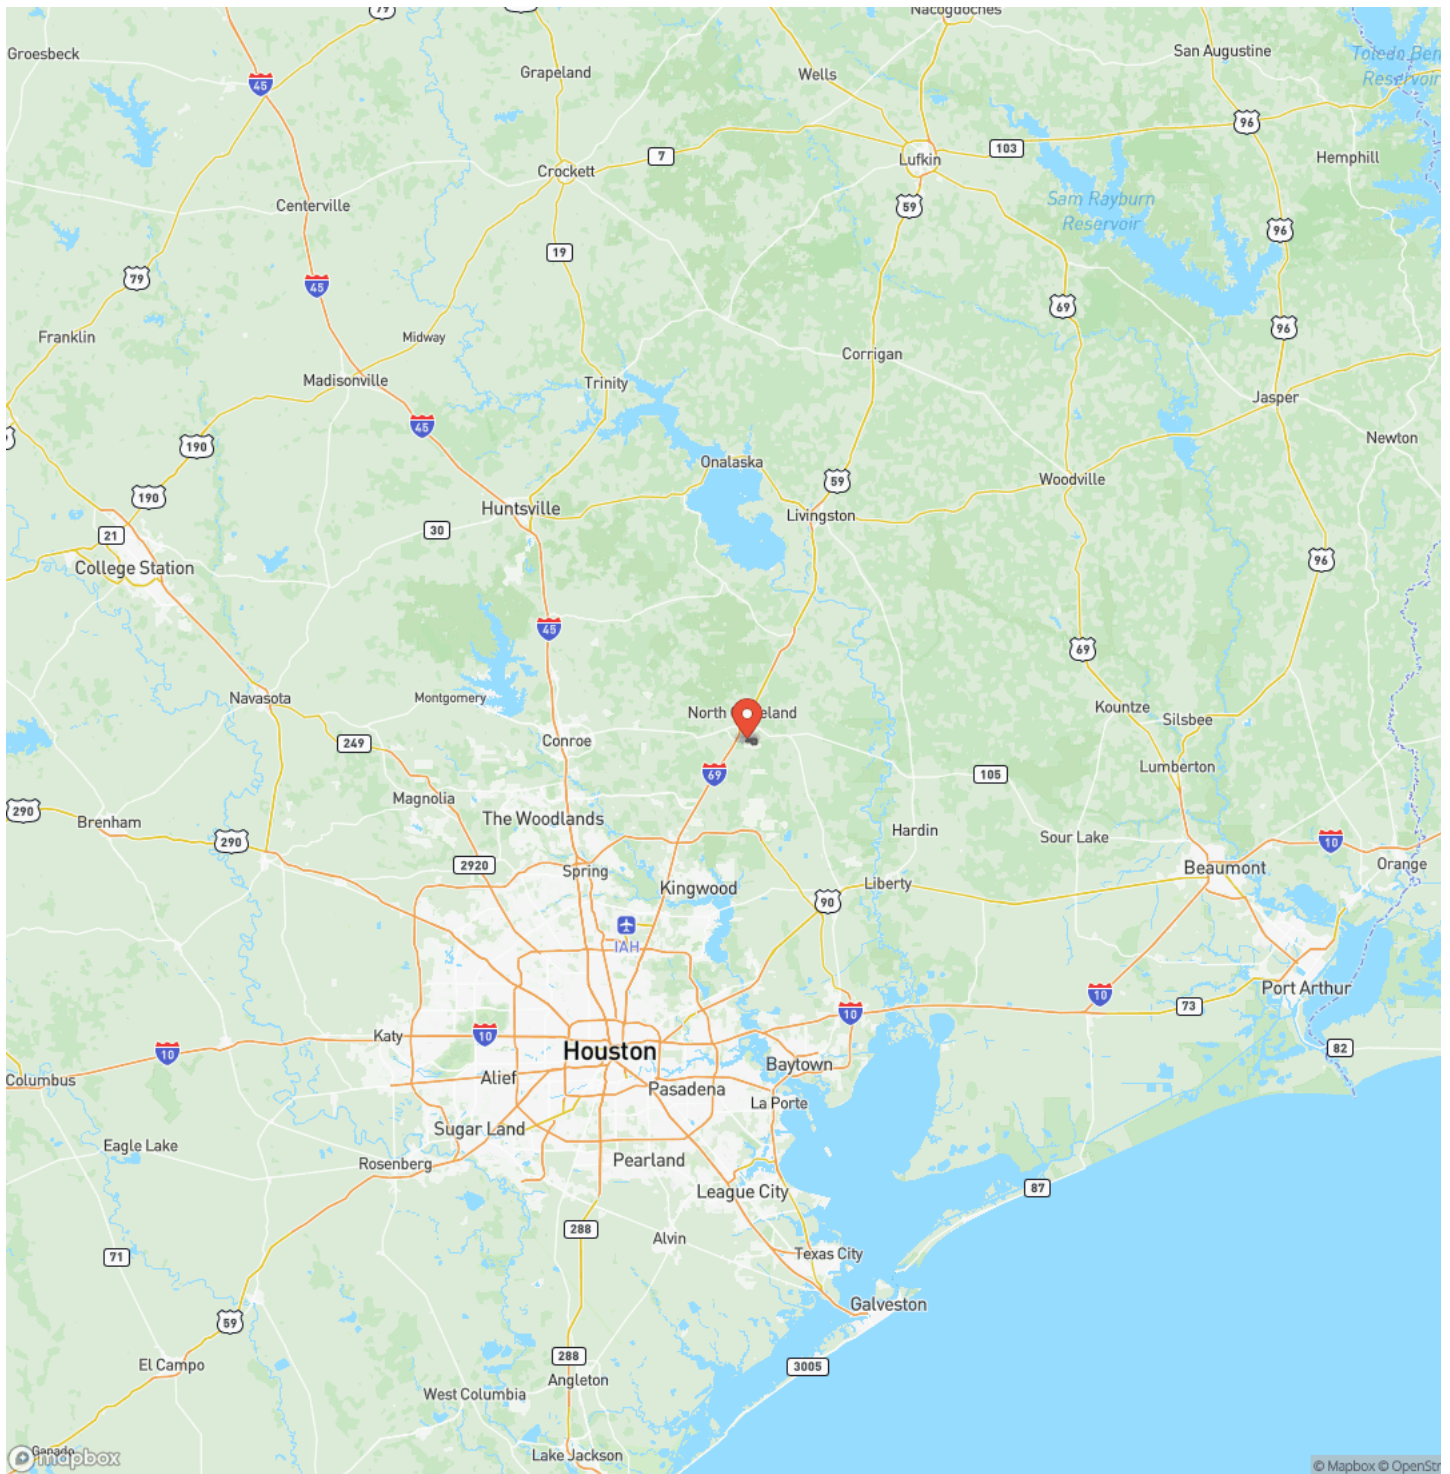 79
Nacogdoches
Groesbeck
San Augustine
Toledo Ben
Reservoir
Grapeland
Wells
45
96
103
Lufkin
7
Crockett
Hemphill
Centerville
59
Sam Rayburn
Reservoir
96
19
79
45
69
96
Franklin
Midway
Corrigan
Madisonville
Trinity
Jasper
45
Newton
190
Onalaska
59
Woodville
190
Huntsville
Livingston
30
21
96
College Station
45
69
Navasota
Montgomery
Kountze
North C eland
Silsbee
Conroe
249
69
105
Lumberton
Magnolia
290
Brenham
The Woodlands
Hardin
Sour Lake
290
10
2920
Spring
Beaumont
Orange
Kingwood
Liberty
90
IAH
Port Arthur
10
73
10
Katy
10
10
Houston
82
Columbus
Alief
Baytown
Pasadena
La Porte
Sugar Land
Eagle Lake
Rosenberg
Pearland
League City
87
288
Alvin
71
Texas City
Galveston
59
288
3005
El Campo
Angleton
West Columbia
Ganado
mapbox
Lake Jackson
© Mapbox © OpenStr